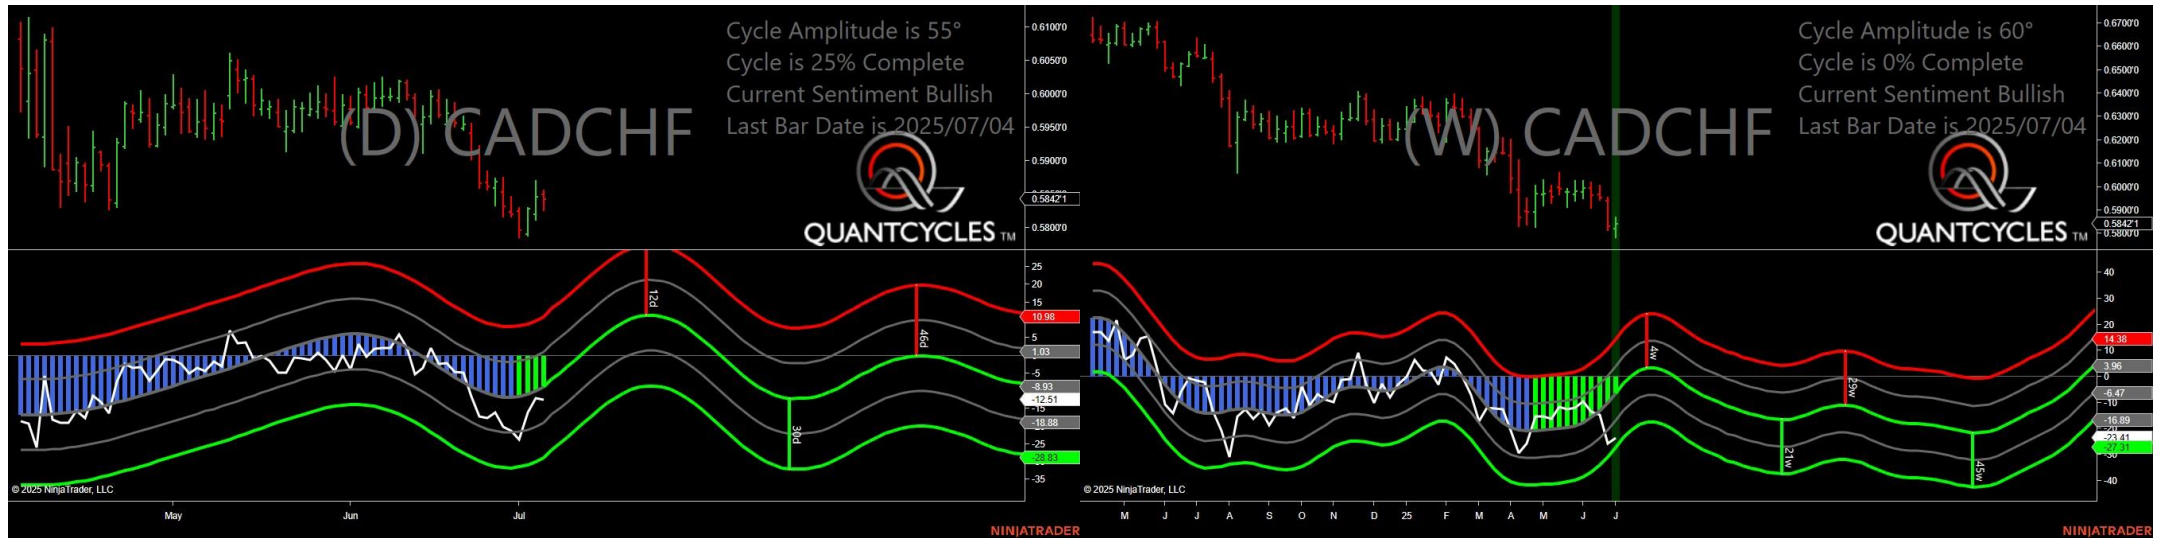 Cycle Amplitude is 55°
Cycle is 25% Complete
Current Sentiment Bullish
Last Bar Date is 2025/07/04
(D) CADCHF
QUANTCYCLES TM
0.6100'0
0.6050'0
0.6000'0
0.5950'0
0.5900'0
0.5842'1
0.5800'0
25
20
15
10.98
5
1.03
-5
-8.93
-12.51
-15
-18.88
-25
-28.83
-35
12d
30d
46d
© 2025 NinjaTrader, LLC
May
Jun
Jul
NINJATRADER
Cycle Amplitude is 60°
Cycle is 0% Complete
Current Sentiment Bullish
Last Bar Date is 2025/07/04
(W) CADCHF
QUANTCYCLES TM
0.6700'0
0.6600'0
0.6500'0
0.6400'0
0.6300'0
0.6200'0
0.6100'0
0.6000'0
0.5900'0
0.5842'1
0.5800'0
40
30
20
14.38
10
3.96
0
-6.47
-10
-16.89
-23.41
-27.31
-40
4w
21w
29w
45w
© 2025 NinjaTrader, LLC
M
J
J
A
S
O
N
D
25
F
M
A
M
J
J
NINJATRADER